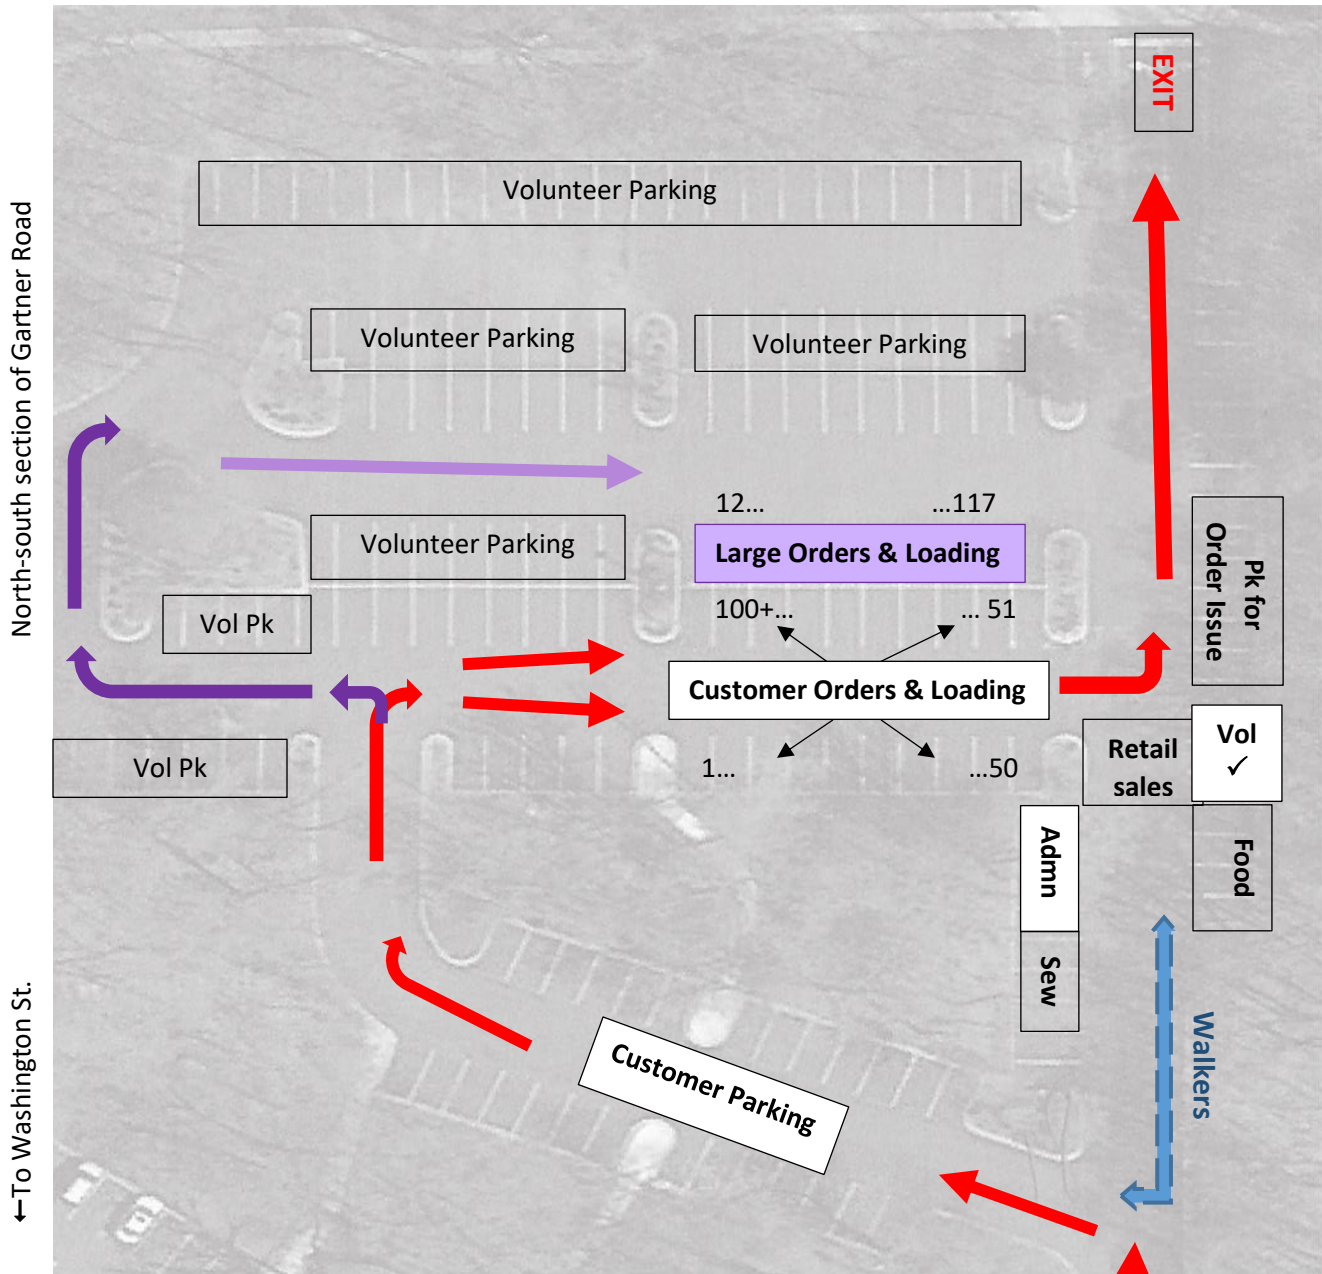 EXIT
Volunteer Parking
Volunteer Parking
Volunteer Parking
North-south section of Gartner Road
12... ...117
Volunteer Parking
Large Orders & Loading
Pk for
Order Issue
Vol Pk
100+... ... 51
Customer Orders & Loading
Vol Pk
1... ...50
Retail
sales
Vol
✓
Admn
Food
Sew
Walkers
Customer Parking
←To Washington St.